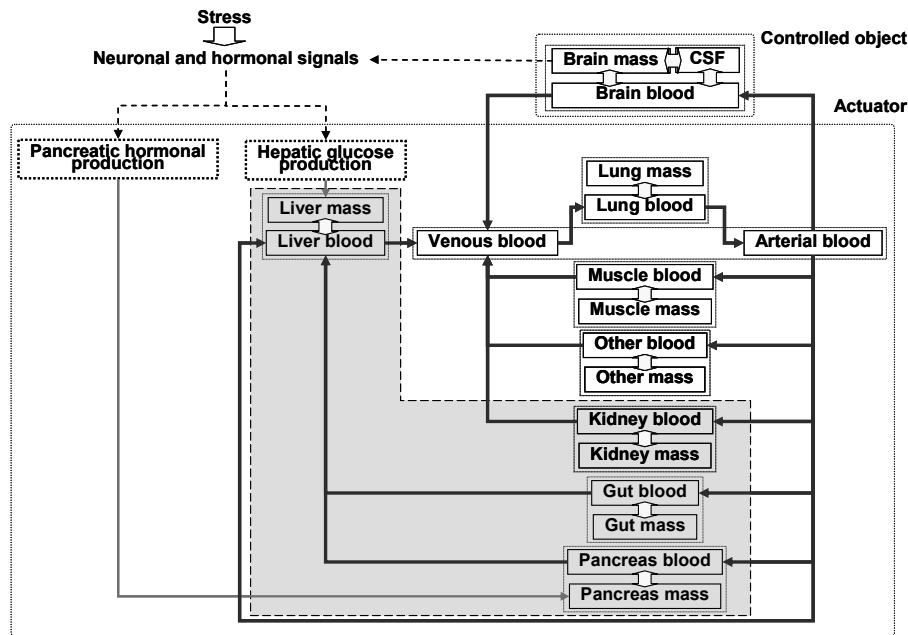 Stress
Neuronal and hormonal signals
Controlled object
Brain mass
CSF
Brain blood
Actuator
Pancreatic hormonal
production
Hepatic glucose
production
Lung mass
Lung blood
Liver mass
Liver blood
Venous blood
Arterial blood
Muscle blood
Muscle mass
Other blood
Other mass
Kidney blood
Kidney mass
Gut blood
Gut mass
Pancreas blood
Pancreas mass